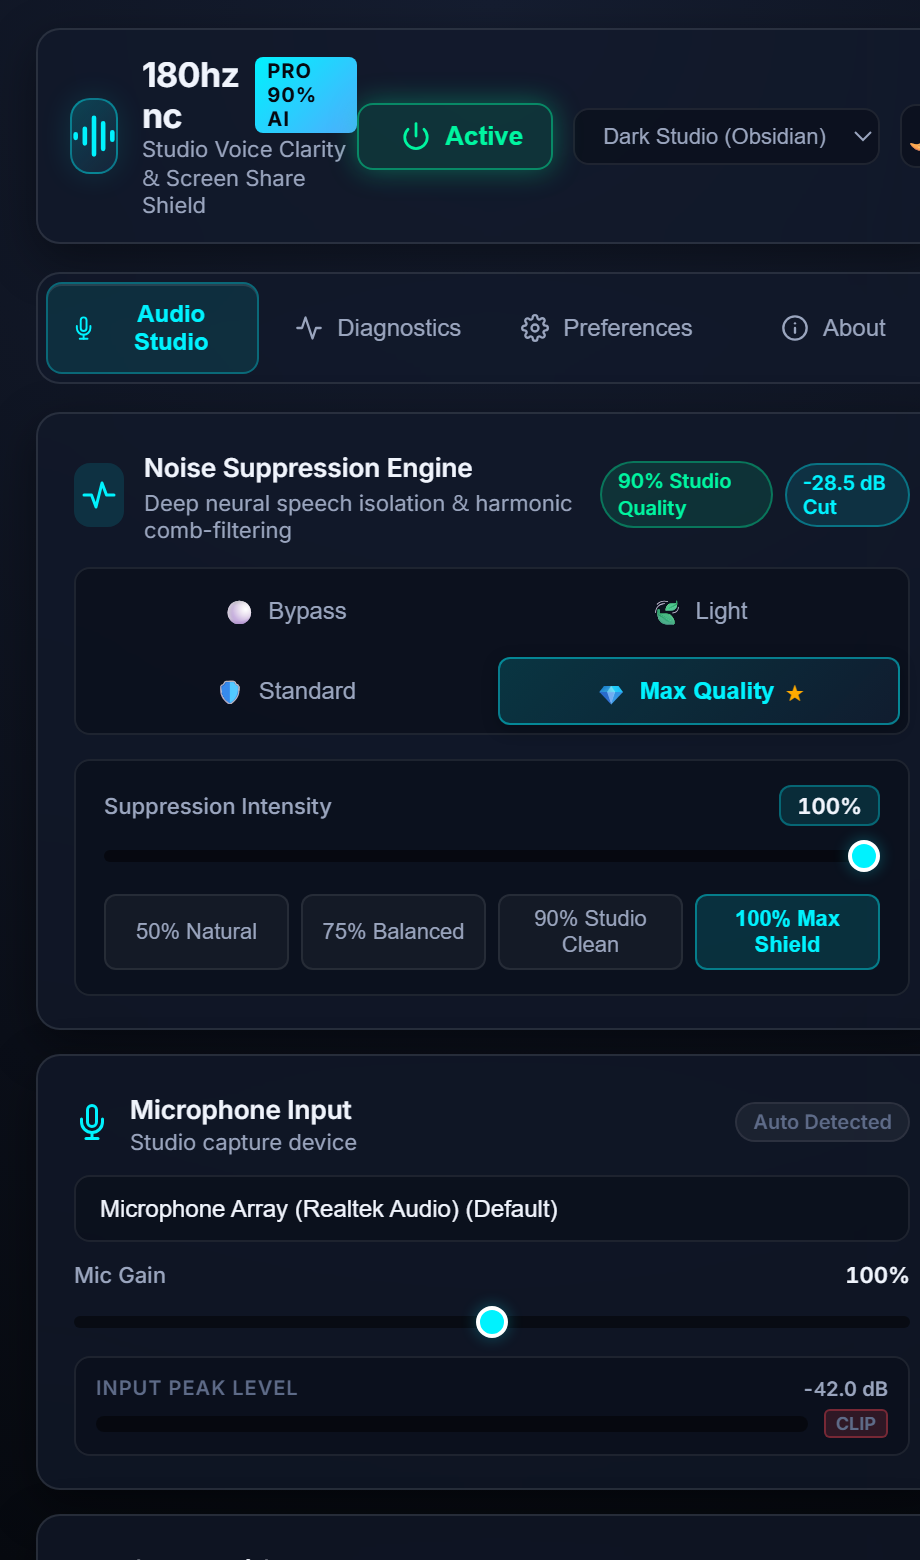 180hz
nc
PRO
90%
AI
Studio Voice Clarity
& Screen Share
Shield
Active
Dark Studio (Obsidian)
Audio
Studio
Diagnostics
Preferences
About
Noise Suppression Engine
Deep neural speech isolation & harmonic
comb-filtering
90% Studio
Quality
-28.5 dB
Cut
Bypass
Light
Standard
Max Quality
Suppression Intensity
100%
50% Natural
75% Balanced
90% Studio
Clean
100% Max
Shield
Microphone Input
Studio capture device
Auto Detected
Microphone Array (Realtek Audio) (Default)
Mic Gain
100%
INPUT PEAK LEVEL
-42.0 dB
CLIP